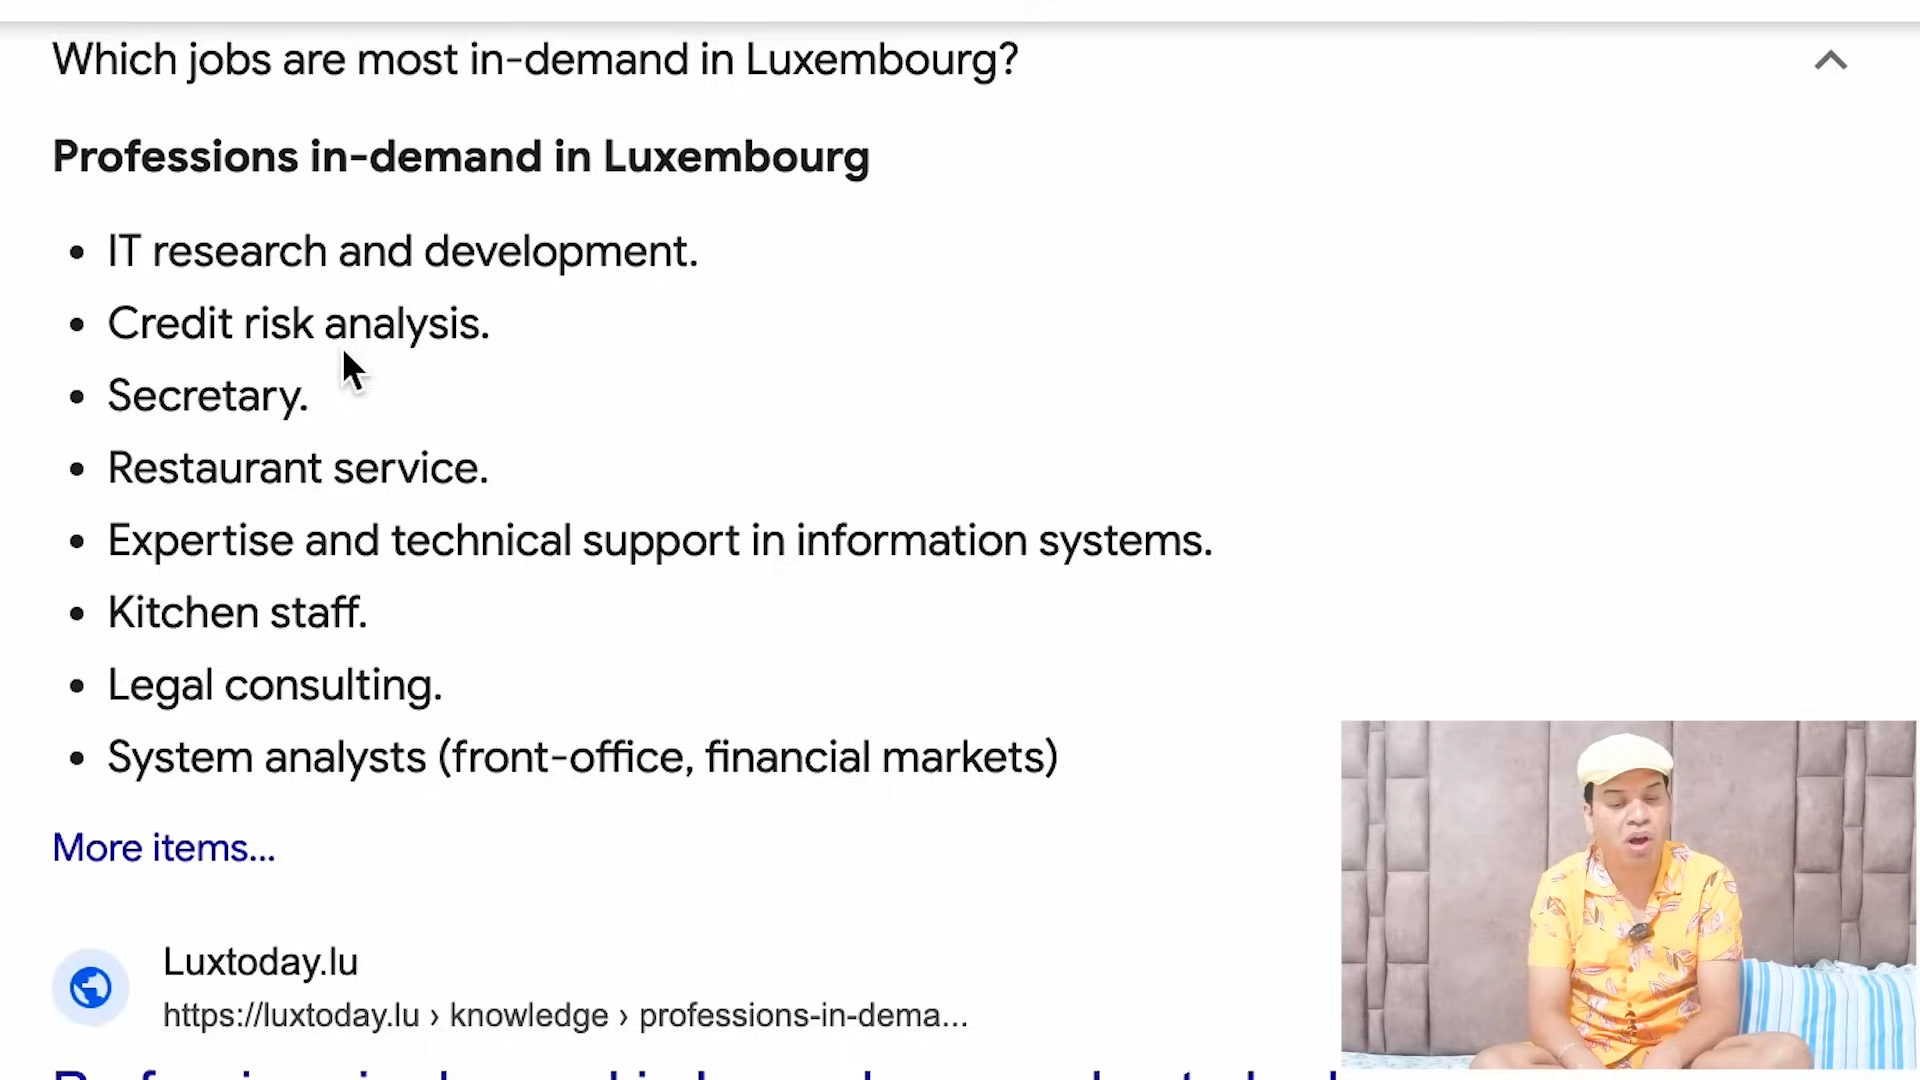 Which jobs are most in-demand in Luxembourg?
Professions in-demand in Luxembourg
• IT research and development.
• Credit risk analysis.
• Secretary.
• Restaurant service.
• Expertise and technical support in information systems.
• Kitchen staff.
• Legal consulting.
• System analysts (front-office, financial markets)
More items...
Luxtoday.lu
https://luxtoday.lu › knowledge › professions-in-dema...